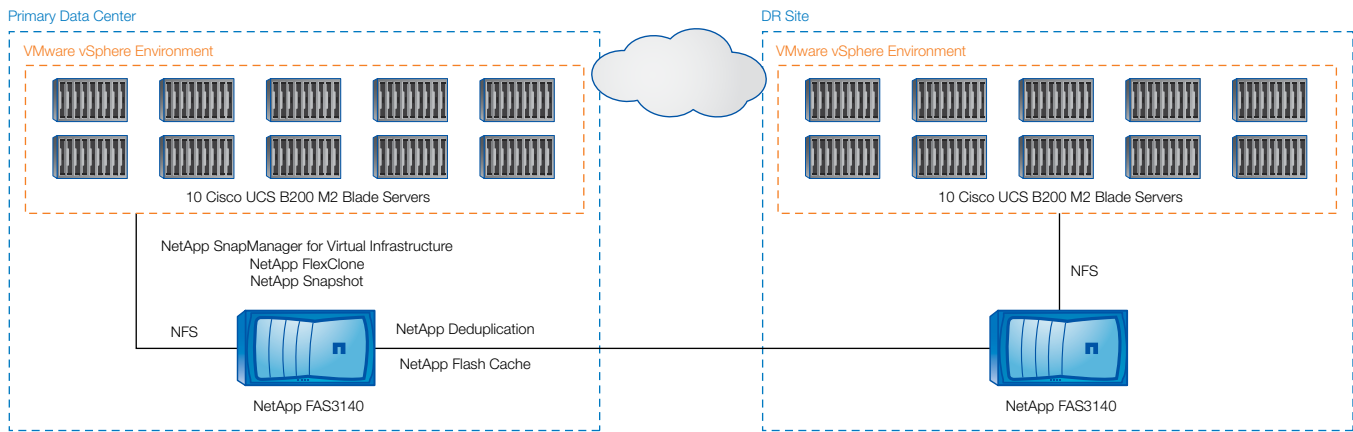 Primary Data Center
VMware vSphere Environment
10 Cisco UCS B200 M2 Blade Servers
NetApp SnapManager for Virtual Infrastructure
NetApp FlexClone
NetApp Snapshot
NFS
NetApp Deduplication
NetApp Flash Cache
NetApp FAS3140
DR Site
VMware vSphere Environment
10 Cisco UCS B200 M2 Blade Servers
NFS
NetApp FAS3140